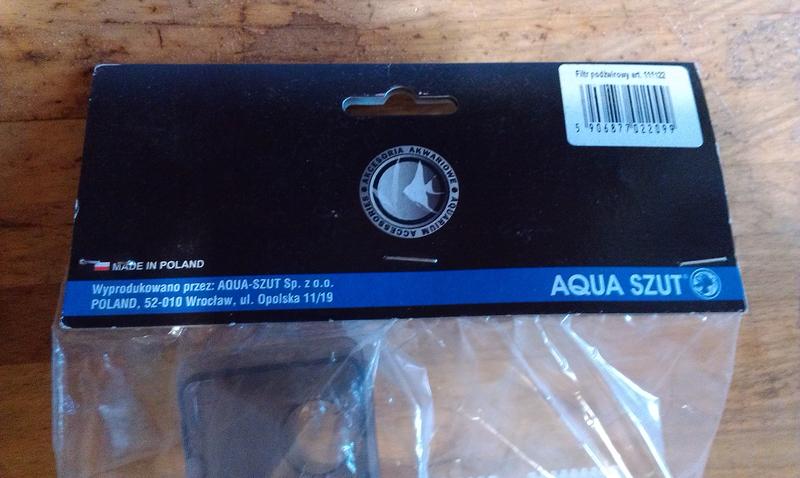 Filtr podżwirowy art. 111122
5 906877 022099
AKCESORIA AKWARIOWE
AQUARIUM ACCESSORIES
MADE IN POLAND
Wyprodukowano przez: AQUA-SZUT Sp. z o.o.
POLAND, 52-010 Wrocław, ul. Opolska 11/19
AQUA SZUT